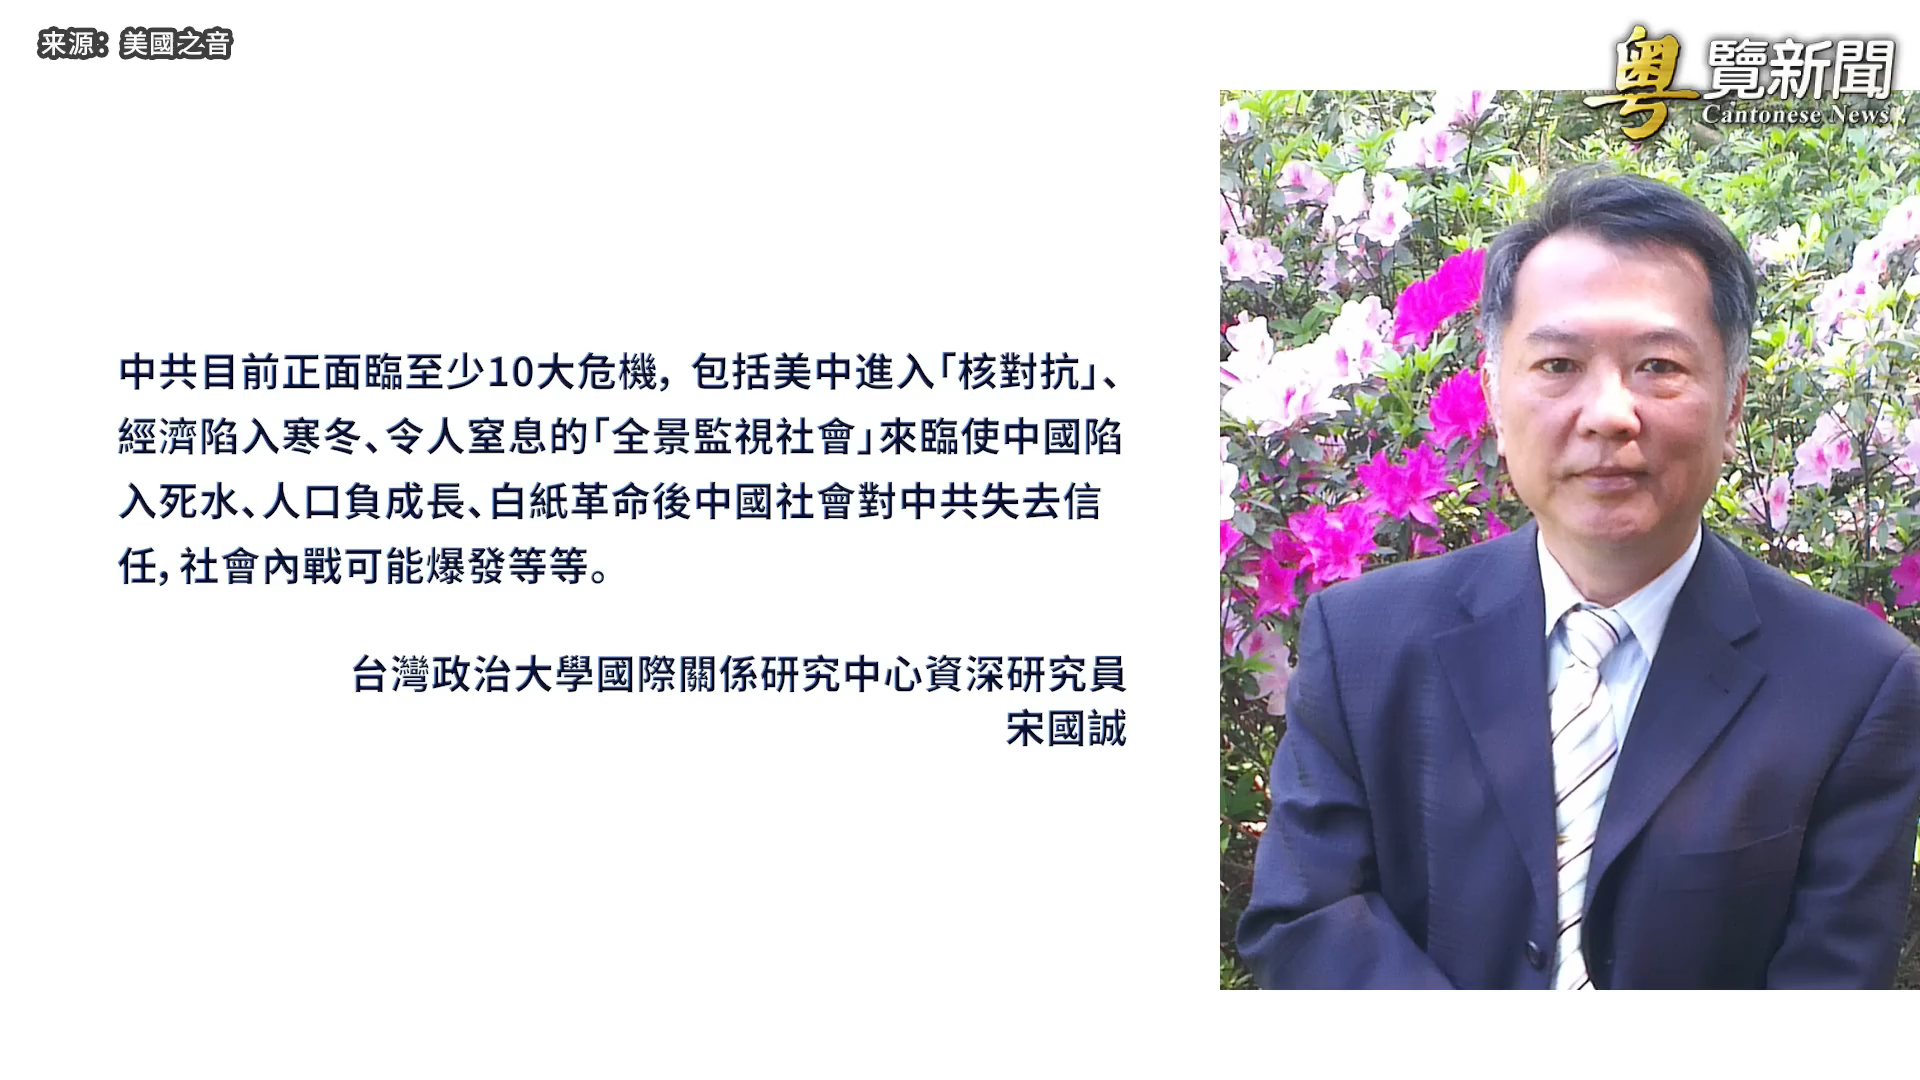 来源：美國之音
粵覽新聞
Cantonese News
中共目前正面臨至少10大危機，包括美中進入「核對抗」、
經濟陷入寒冬、令人窒息的「全景監視社會」來臨使中國陷
入死水、人口負成長、白紙革命後中國社會對中共失去信
任，社會內戰可能爆發等等。
台灣政治大學國際關係研究中心資深研究員
宋國誠